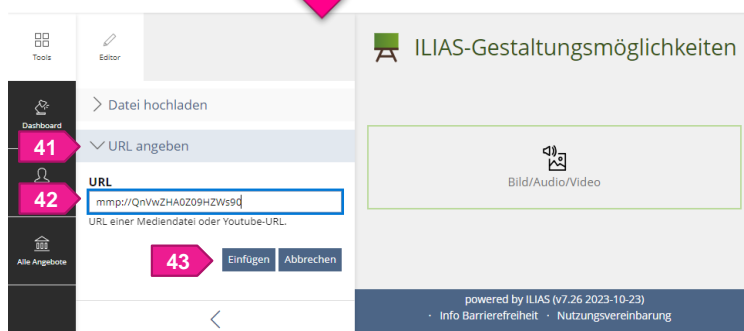 Tools
Editor
ILIAS-Gestaltungsmöglichkeiten
Datei hochladen
Dashboard
41
URL angeben
URL
42
mmp://QnVwZHA0Z09HZWs9Q
URL einer Mediendatei oder Youtube-URL.
Bild/Audio/Video
Alle Angebote
43
Einfügen
Abbrechen
powered by ILIAS (v7.26 2023-10-23)
· Info Barrierefreiheit · Nutzungsvereinbarung